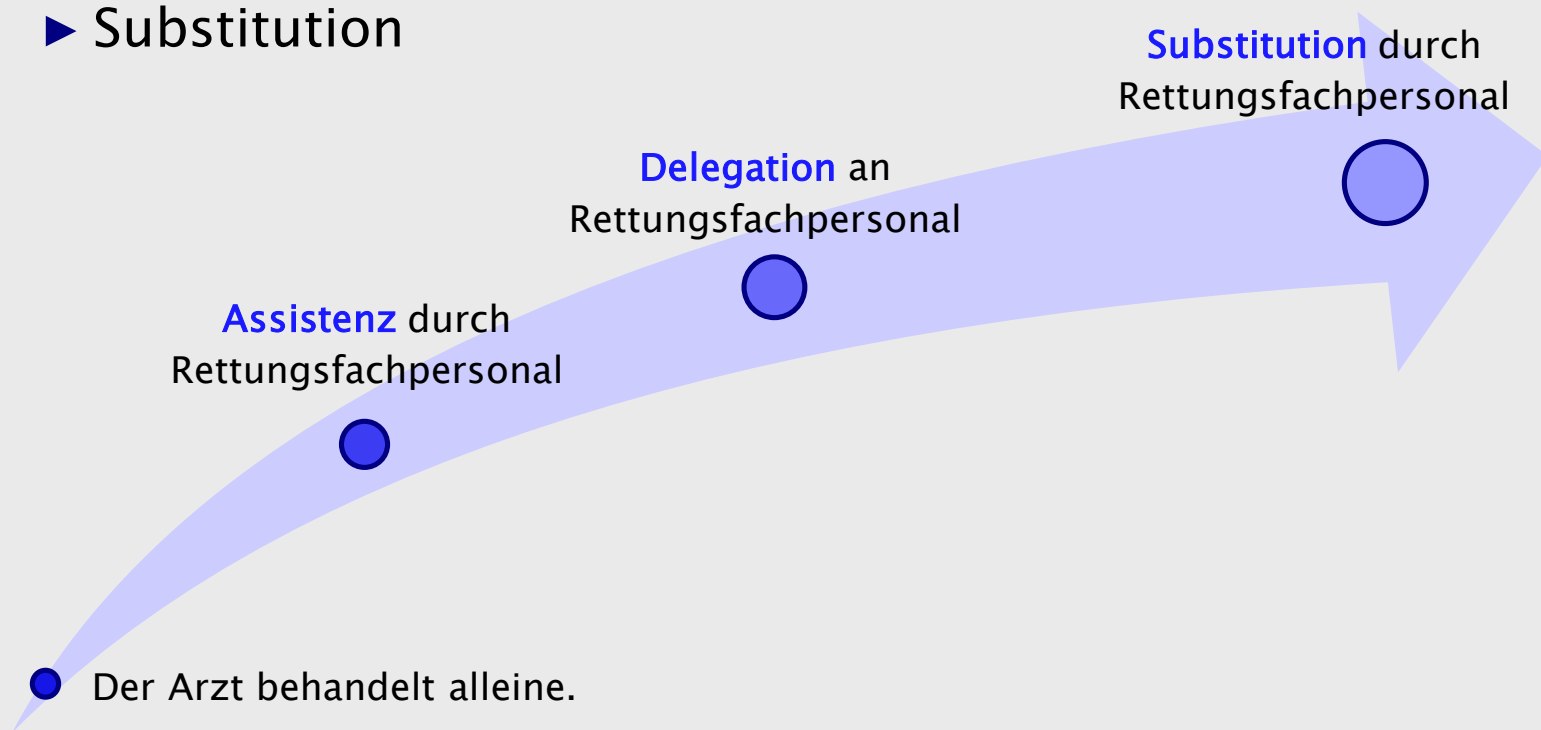 ► Substitution
Substitution durch
Rettungsfachpersonal
Delegation an
Rettungsfachpersonal
Assistenz durch
Rettungsfachpersonal
Der Arzt behandelt alleine.